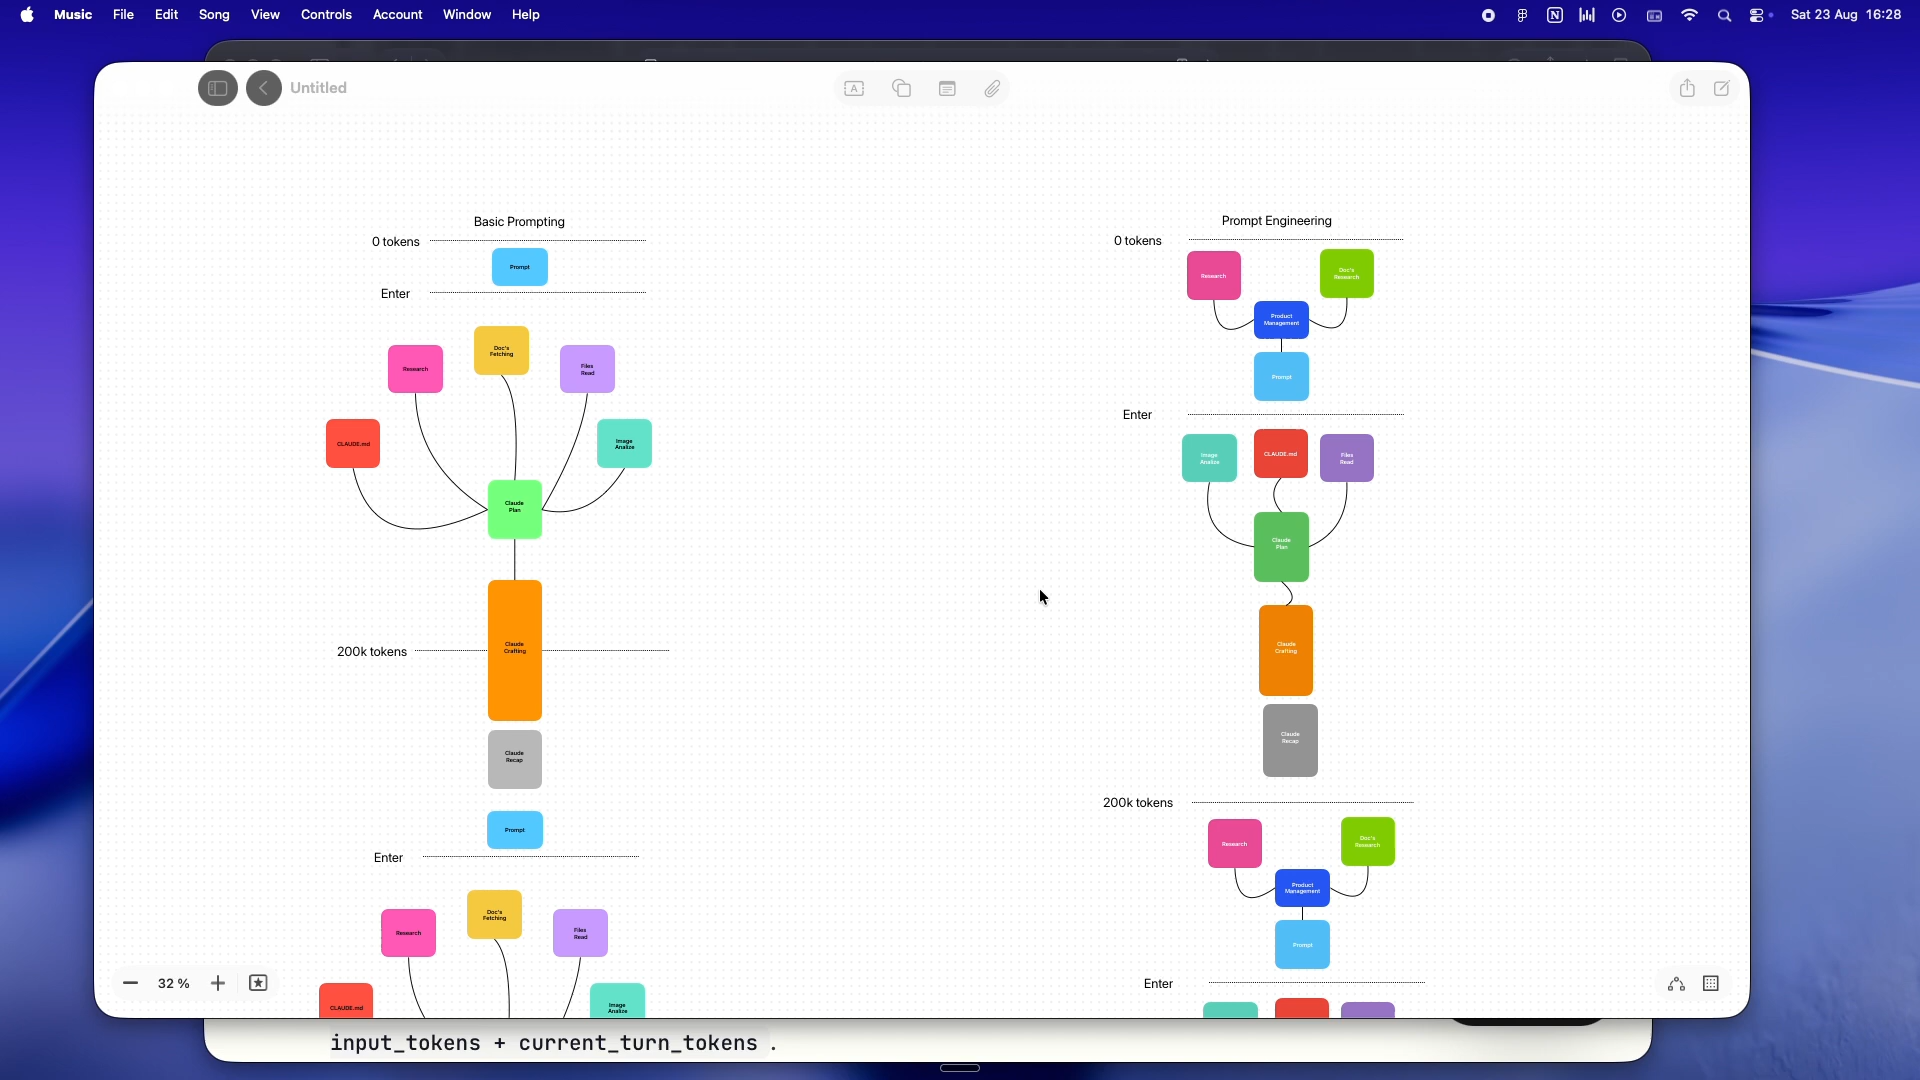 Music File Edit Song View Controls Account Window Help
Sat 23 Aug 16:28
Untitled
Basic Prompting
0 tokens
Prompt
Enter
Research
Doc's
Fetching
Files
Read
CLAUDE.md
Image
Analize
Claude
Plan
200k tokens
Claude
Crafting
Claude
Recap
Prompt
Enter
Research
Doc's
Fetching
Files
Read
CLAUDE.md
Image
Analize
Prompt Engineering
0 tokens
Research
Doc's
Research
Product
Management
Prompt
Enter
Image
Analize
CLAUDE.md
Files
Read
Claude
Plan
Claude
Crafting
Claude
Recap
200k tokens
Research
Doc's
Research
Product
Management
Prompt
Enter
32 %
input_tokens + current_turn_tokens .